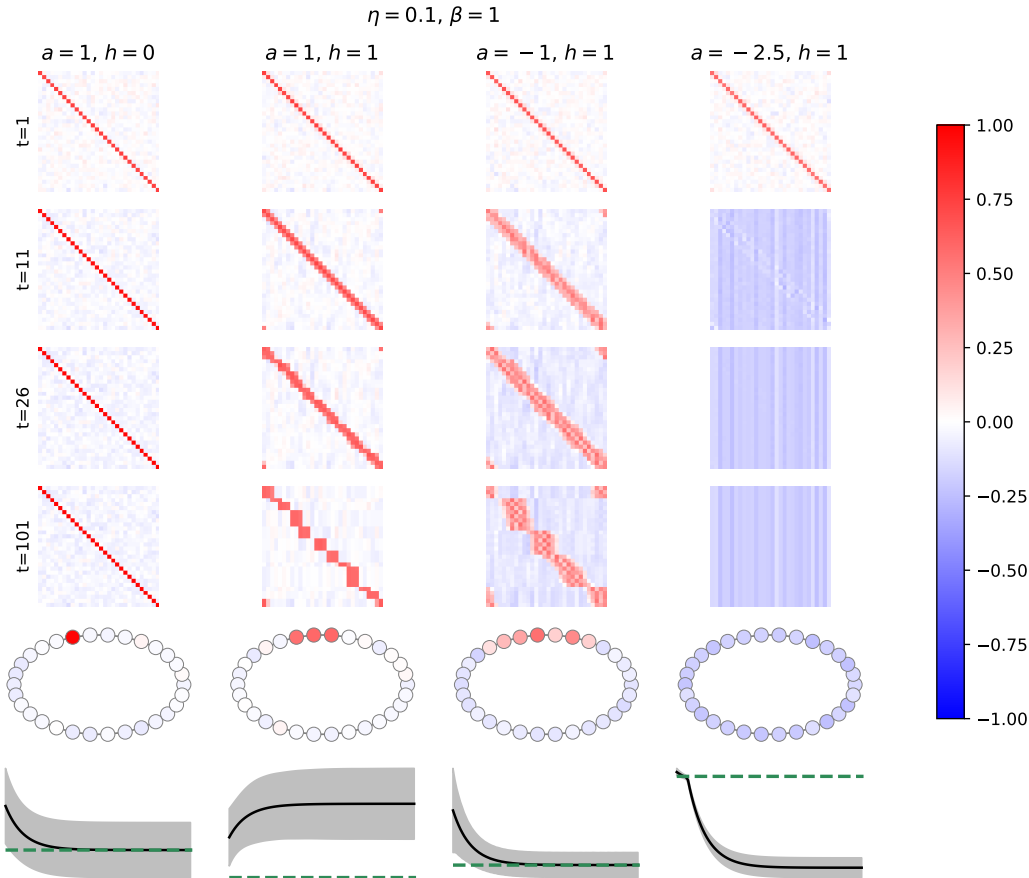 η = 0.1, β = 1
a = 1, h = 0
a = 1, h = 1
a = −1, h = 1
a = −2.5, h = 1
t=1
t=11
t=26
t=101
1.00
0.75
0.50
0.25
0.00
−0.25
−0.50
−0.75
−1.00